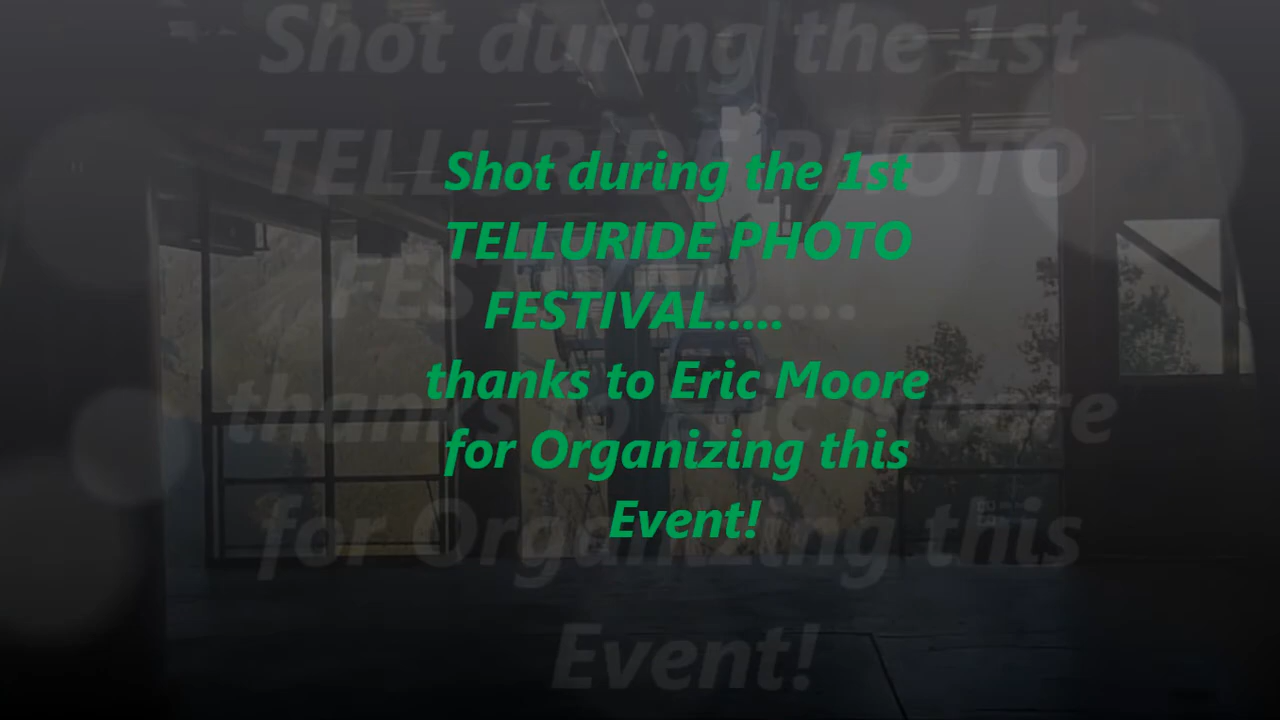 Shot during the 1st
TELLURIDE PHOTO
FESTIVAL.....
thanks to Eric Moore
for Organizing this
Event!